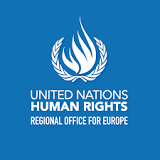 UNITED NATIONS
HUMAN RIGHTS
REGIONAL OFFICE FOR EUROPE